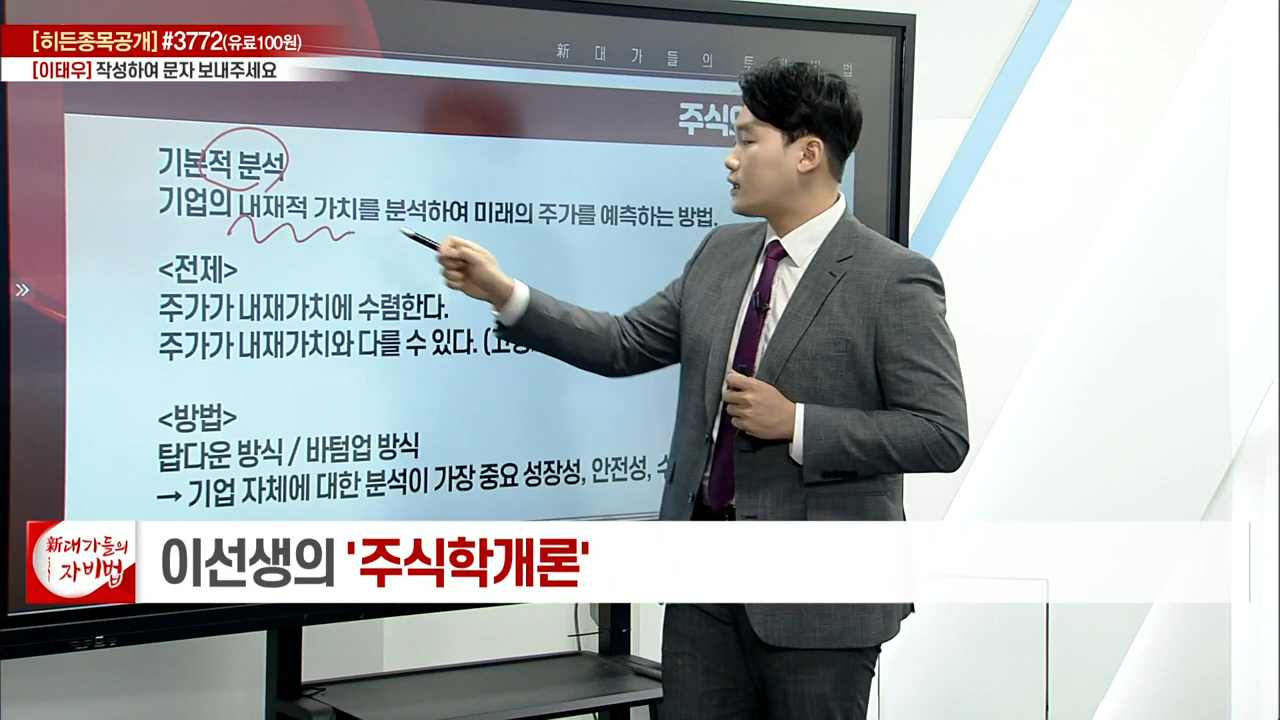 [히든종목공개] #3772(유료100원)
[이태우] 작성하여 문자 보내주세요
新 대 가 들 의 투 법
주식
기본적 분석
기업의 내재적 가치를 분석하여 미래의 주가를 예측하는 방법.
<전제>
주가가 내재가치에 수렴한다.
주가가 내재가치와 다를 수 있다.
<방법>
탑다운 방식 / 바텀업 방식
→ 기업 자체에 대한 분석이 가장 중요 성장성, 안전성,
新대가들의
자비법
이선생의 '주식학개론'